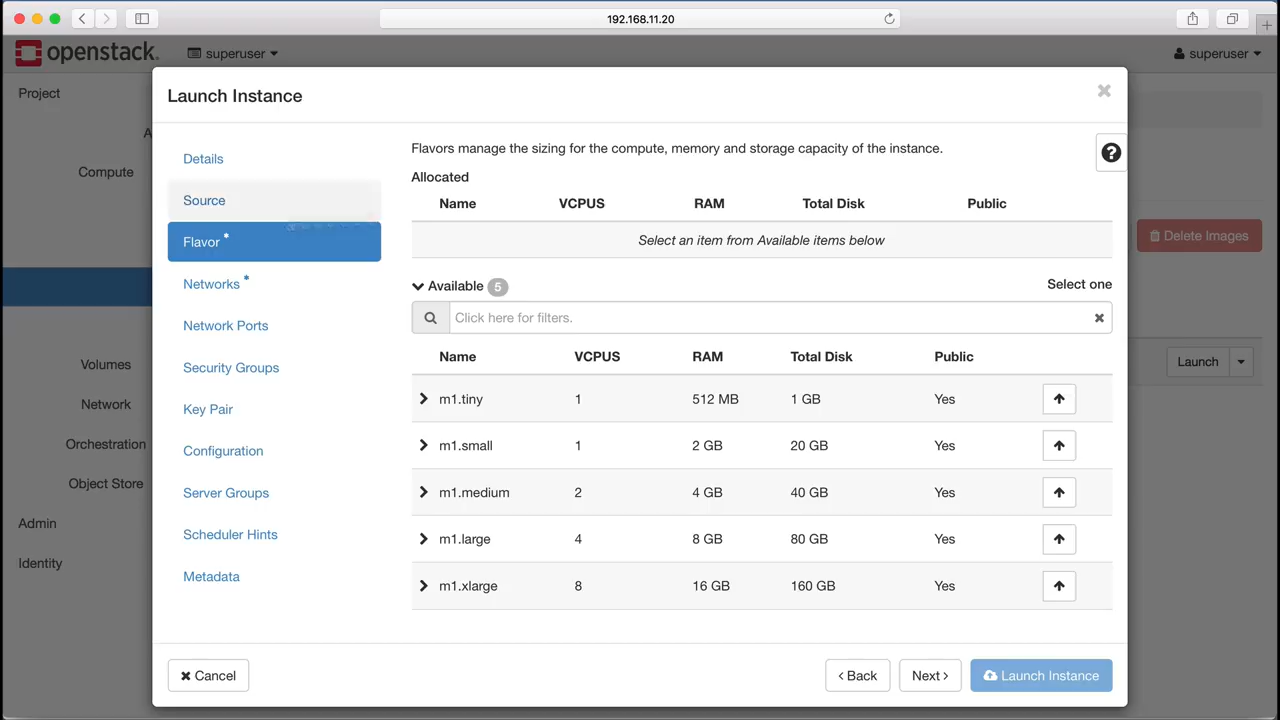 192.168.11.20
openstack.
superuser
superuser
Project
A
Compute
Volumes
Network
Orchestration
Object Store
Admin
Identity
Delete Images
Launch
Launch Instance
Details
Source
Flavor *
Networks *
Network Ports
Security Groups
Key Pair
Configuration
Server Groups
Scheduler Hints
Metadata
Flavors manage the sizing for the compute, memory and storage capacity of the instance.
Allocated
Name VCPUS RAM Total Disk Public
Select an item from Available items below
Available 5 Select one
Click here for filters.
Name VCPUS RAM Total Disk Public
m1.tiny 1 512 MB 1 GB Yes
m1.small 1 2 GB 20 GB Yes
m1.medium 2 4 GB 40 GB Yes
m1.large 4 8 GB 80 GB Yes
m1.xlarge 8 16 GB 160 GB Yes
Cancel
< Back
Next >
Launch Instance